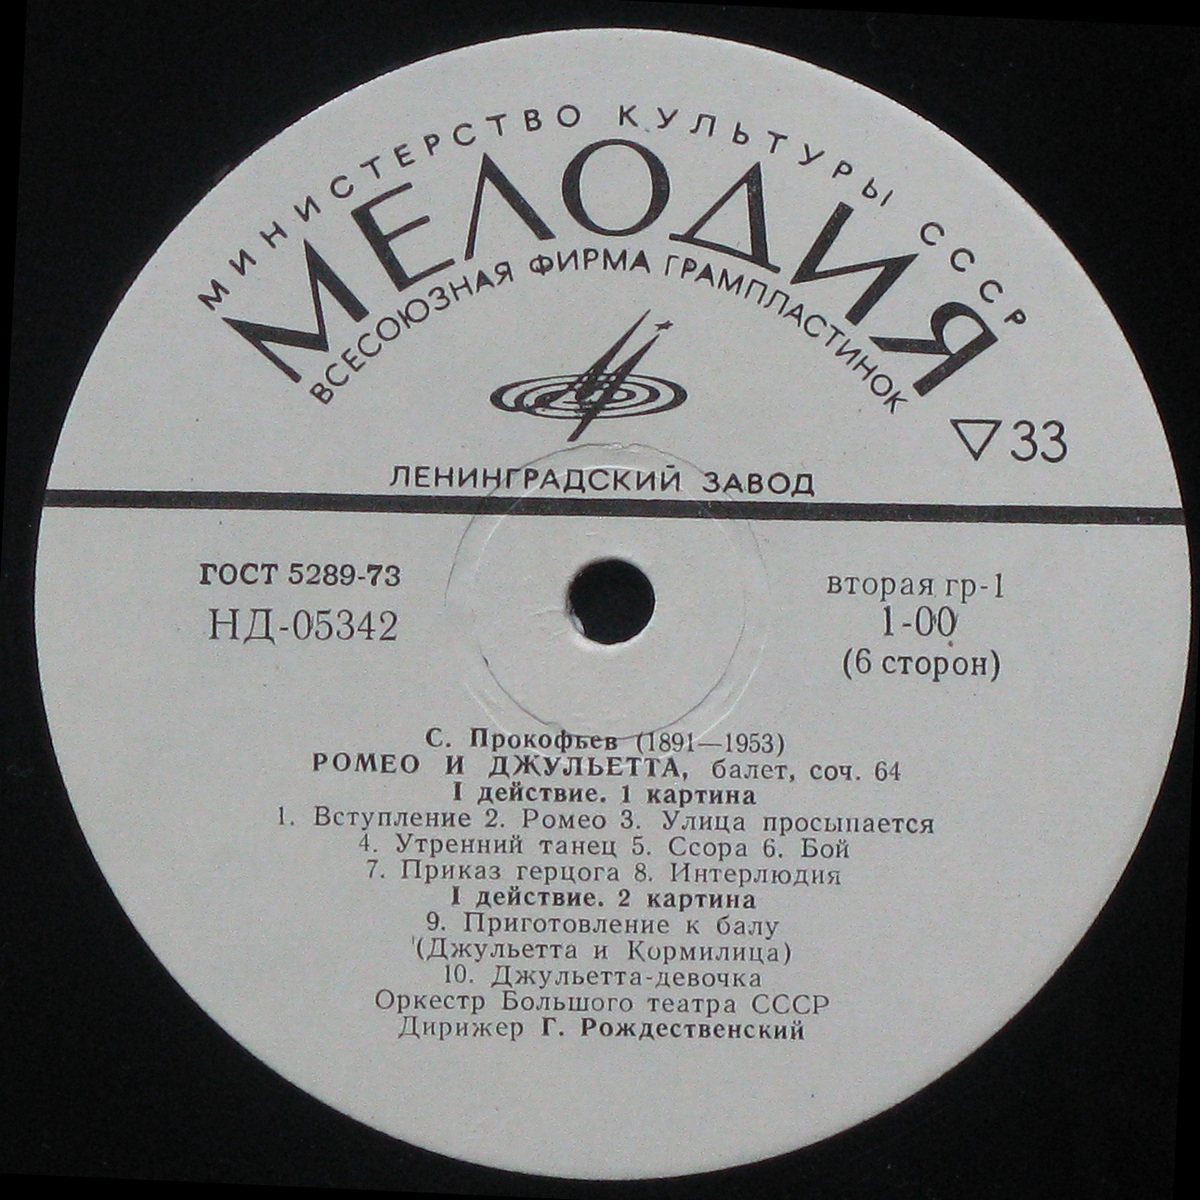 МИНИСТЕРСТВО КУЛЬТУРЫ СССР
МЕЛОДИЯ
ВСЕСОЮЗНАЯ ФИРМА ГРАМПЛАСТИНОК
33
ЛЕНИНГРАДСКИЙ ЗАВОД
ГОСТ 5289-73
НД-05342
вторая гр-1
1-00
(6 сторон)
С. Прокофьев (1891—1953)
РОМЕО И ДЖУЛЬЕТТА, балет, соч. 64
I действие. 1 картина
1. Вступление 2. Ромео 3. Улица просыпается
4. Утренний танец 5. Ссора 6. Бой
7. Приказ герцога 8. Интерлюдия
I действие. 2 картина
9. Приготовление к балу
(Джульетта и Кормилица)
10. Джульетта-девочка
Оркестр Большого театра СССР
Дирижер Г. Рождественский